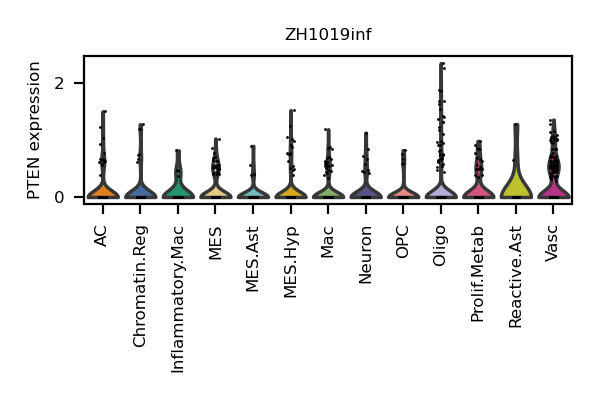 ZH1019inf
PTEN expression
2
0
AC
Chromatin.Reg
Inflammatory.Mac
MES
MES.Ast
MES.Hyp
Mac
Neuron
OPC
Oligo
Prolif.Metab
Reactive.Ast
Vasc